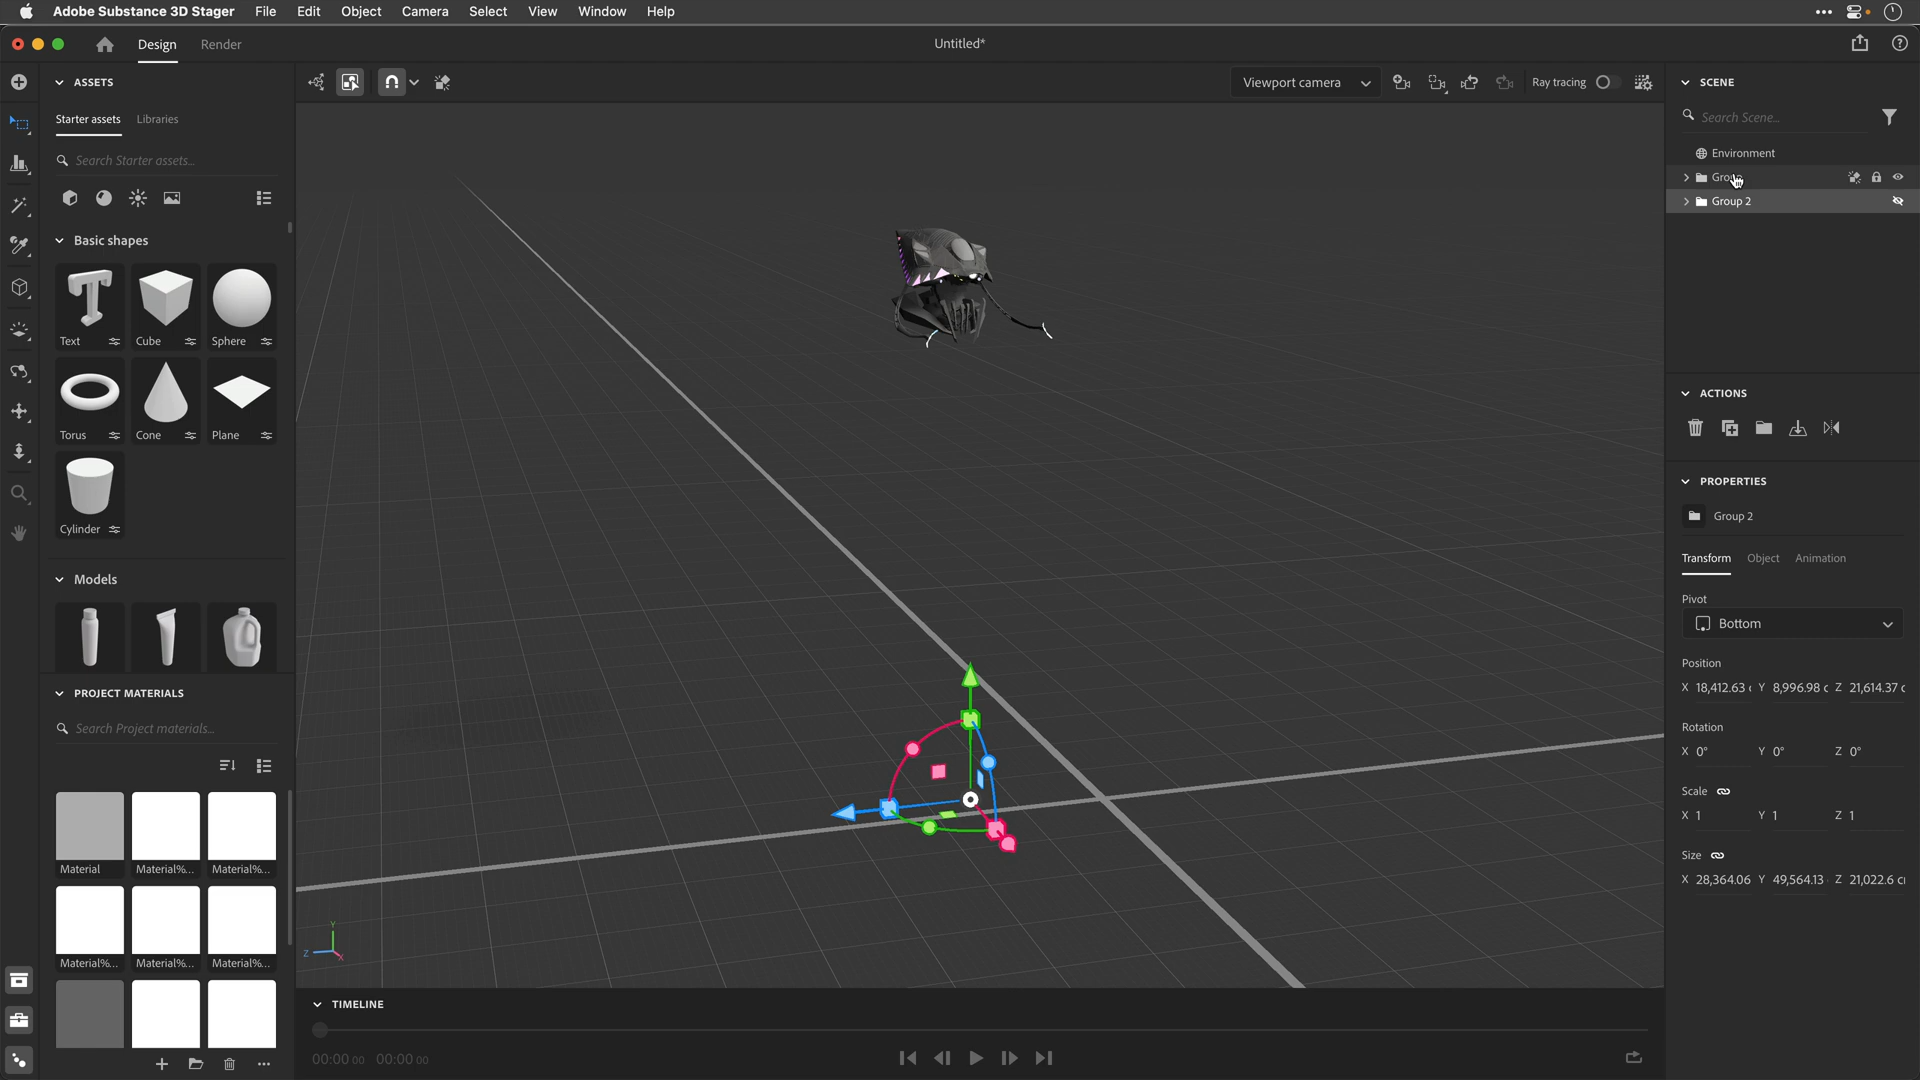 Adobe Substance 3D Stager File Edit Object Camera Select View Window Help
Design Render Untitled*
ASSETS
Starter assets Libraries
Search Starter assets...
Basic shapes
Text Cube Sphere
Torus Cone Plane
Cylinder
Models
PROJECT MATERIALS
Search Project materials...
Material Material%... Material%...
Material%... Material%... Material%...
Viewport camera Ray tracing
Y
Z X
TIMELINE
00:00 00 00:00 00
SCENE
Search Scene...
Environment
Group 2
ACTIONS
PROPERTIES
Group 2
Transform Object Animation
Pivot
Bottom
Position
X 18,412.63 Y 8,996.98 c Z 21,614.37 c
Rotation
X 0° Y 0° Z 0°
Scale
X 1 Y 1 Z 1
Size
X 28,364.06 Y 49,564.13 Z 21,022.6 c